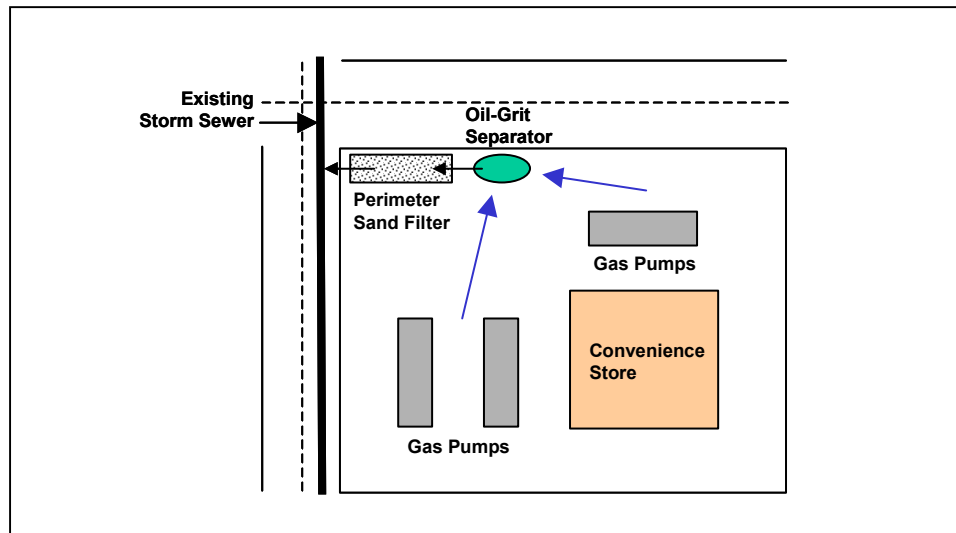 Existing
Storm Sewer
Oil-Grit
Separator
Perimeter
Sand Filter
Gas Pumps
Convenience
Store
Gas Pumps